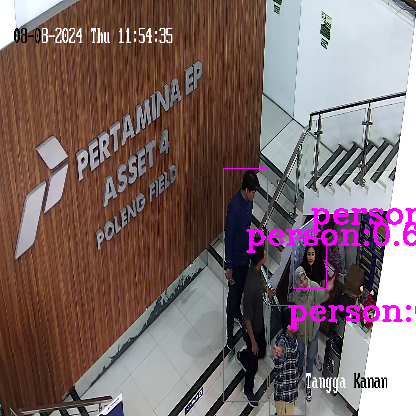 08-08-2024 Thu 11:54:35
PERTAMINA EP
ASSET 4
POLENG FIELD
person
person:0.6
person:
Tangga Kanan